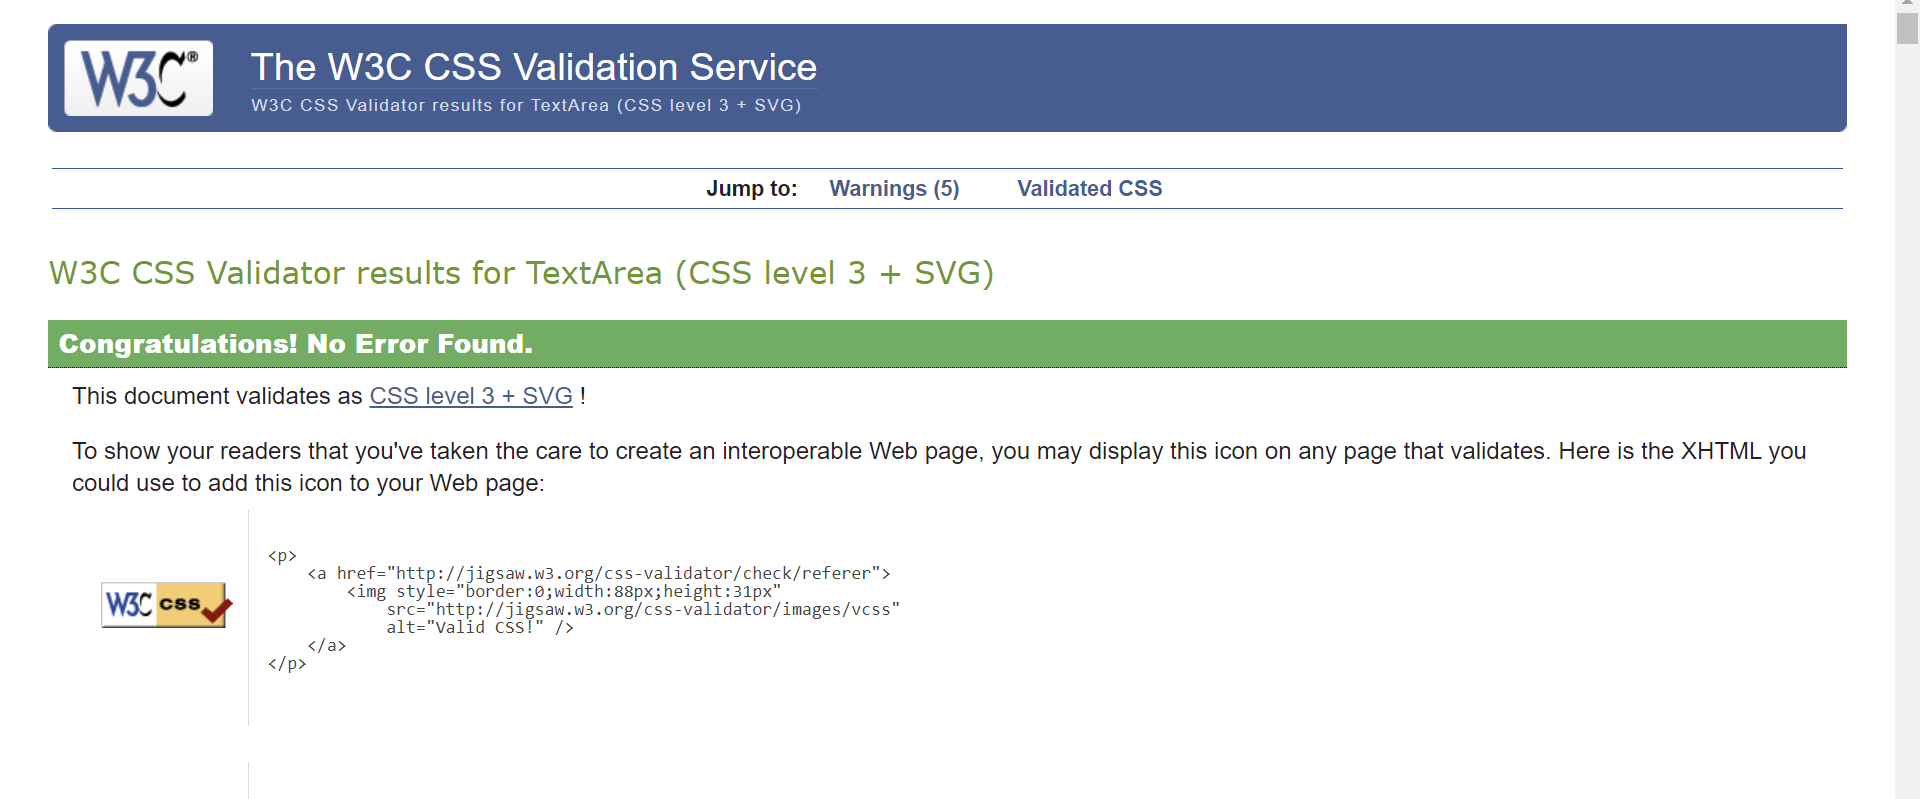 W3C®
The W3C CSS Validation Service
W3C CSS Validator results for TextArea (CSS level 3 + SVG)
Jump to: Warnings (5) Validated CSS
W3C CSS Validator results for TextArea (CSS level 3 + SVG)
Congratulations! No Error Found.
This document validates as CSS level 3 + SVG !
To show your readers that you've taken the care to create an interoperable Web page, you may display this icon on any page that validates. Here is the XHTML you
could use to add this icon to your Web page:
W3C CSS
<p>
    <a href="http://jigsaw.w3.org/css-validator/check/referer">
        <img style="border:0;width:88px;height:31px"
            src="http://jigsaw.w3.org/css-validator/images/vcss"
            alt="Valid CSS!" />
    </a>
</p>